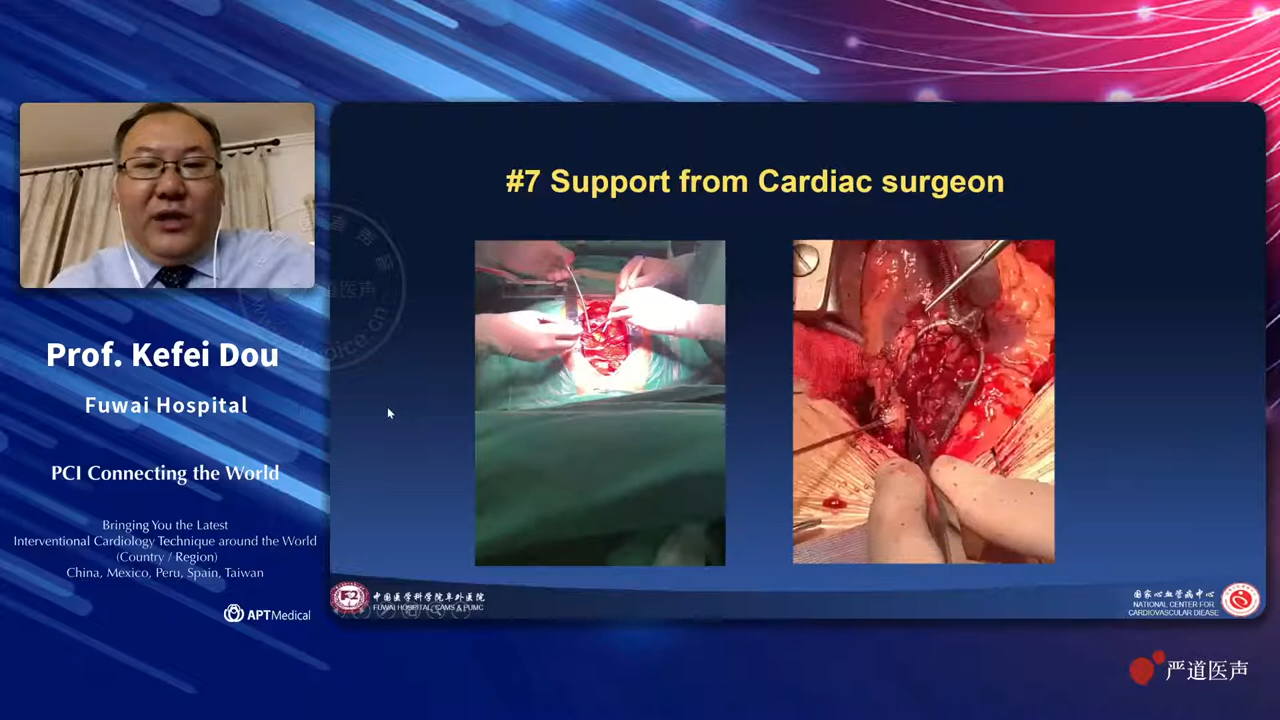 #7 Support from Cardiac surgeon
Prof. Kefei Dou
Fuwai Hospital
PCI Connecting the World
Bringing You the Latest
Interventional Cardiology Technique around the World
(Country / Region)
China, Mexico, Peru, Spain, Taiwan
APTMedical
中国医学科学院阜外医院
FUWAI HOSPITAL, CAMS & PUMC
国家心血管病中心
NATIONAL CENTER FOR
CARDIOVASCULAR DIEASE
严道医声